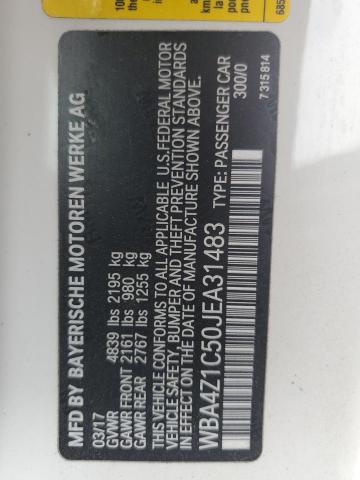 MFD BY BAYERISCHE MOTOREN WERKE AG
03/17
GVWR 4839 lbs 2195 kg
GAWR FRONT 2161 lbs 980 kg
GAWR REAR 2767 lbs 1255 kg
THIS VEHICLE CONFORMS TO ALL APPLICABLE U.S.FEDERAL MOTOR
VEHICLE SAFETY, BUMPER AND THEFT PREVENTION STANDARDS
IN EFFECT ON THE DATE OF MANUFACTURE SHOWN ABOVE.
WBA4Z1C50JEA31483 TYPE: PASSENGER CAR
300/0
7315814